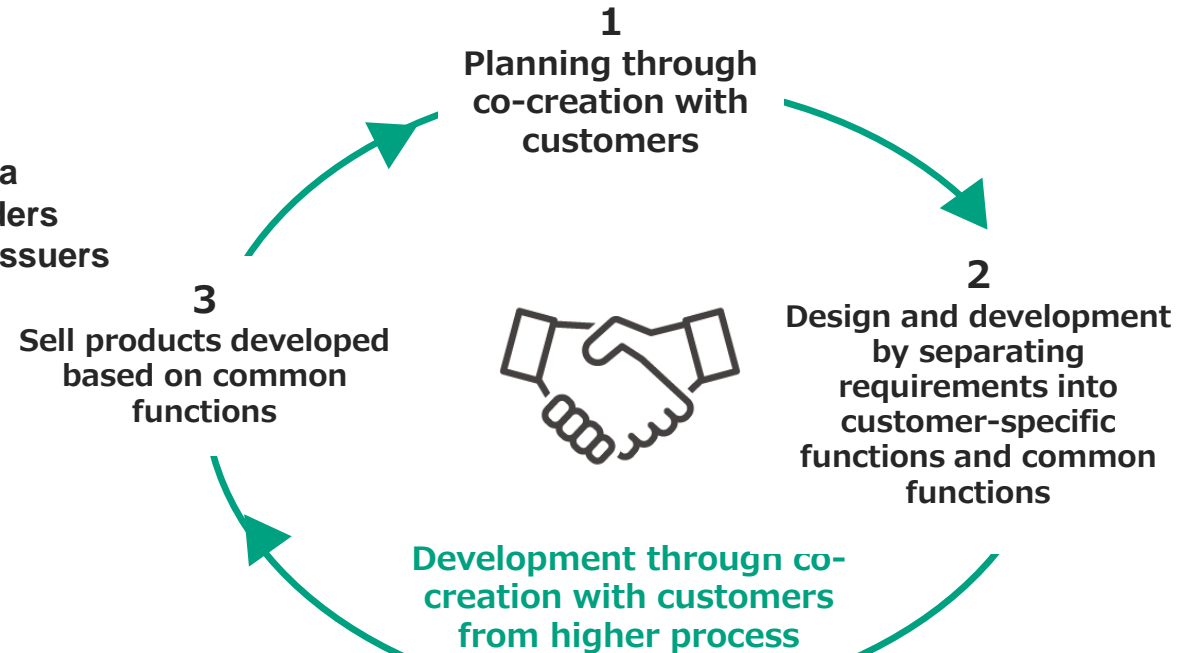 1
Planning through
co-creation with
customers
a
ssuers
2
Design and development
by separating
requirements into
customer-specific
functions and common
functions
3
Sell products developed
based on common
functions
Development through co-
creation with customers
from higher process